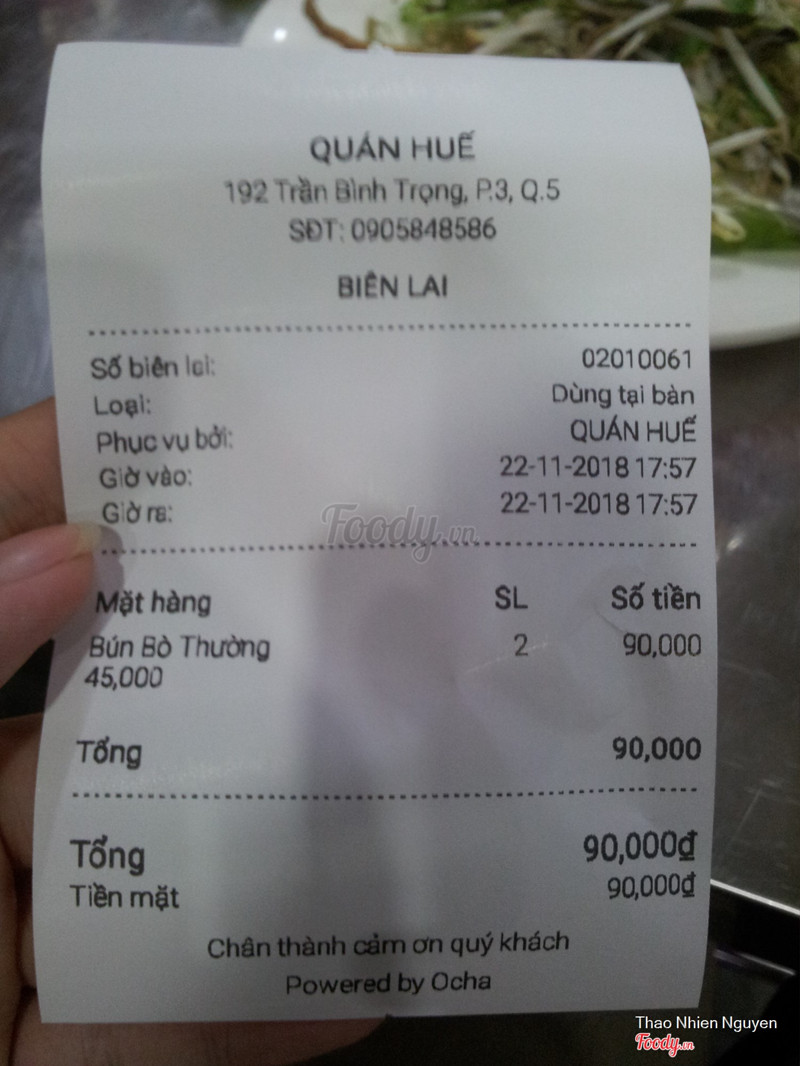 QUÁN HUẾ
192 Trần Bình Trọng, P.3, Q.5
SĐT: 0905848586
BIÊN LAI
Số biên lai: 02010061
Loại: Dùng tại bàn
Phục vụ bởi: QUÁN HUẾ
Giờ vào: 22-11-2018 17:57
Giờ ra: 22-11-2018 17:57
Foody.vn
Mặt hàng SL Số tiền
Bún Bò Thường 2 90,000
45,000
Tổng 90,000
Tổng 90,000₫
Tiền mặt 90,000₫
Chân thành cảm ơn quý khách
Powered by Ocha
Thao Nhien Nguyen
Foody.vn